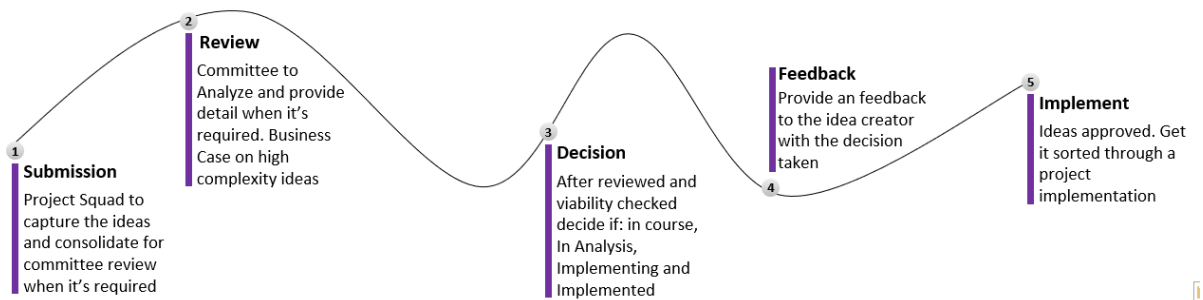 1
Submission
Project Squad to
capture the ideas
and consolidate for
committee review
when it's required
2
Review
Committee to
Analyze and provide
detail when it's
required. Business
Case on high
complexity ideas
3
Decision
After reviewed and
viability checked
decide if: in course,
In Analysis,
Implementing and
Implemented
4
Feedback
Provide an feedback
to the idea creator
with the decision
taken
5
Implement
Ideas approved. Get
it sorted through a
project
implementation